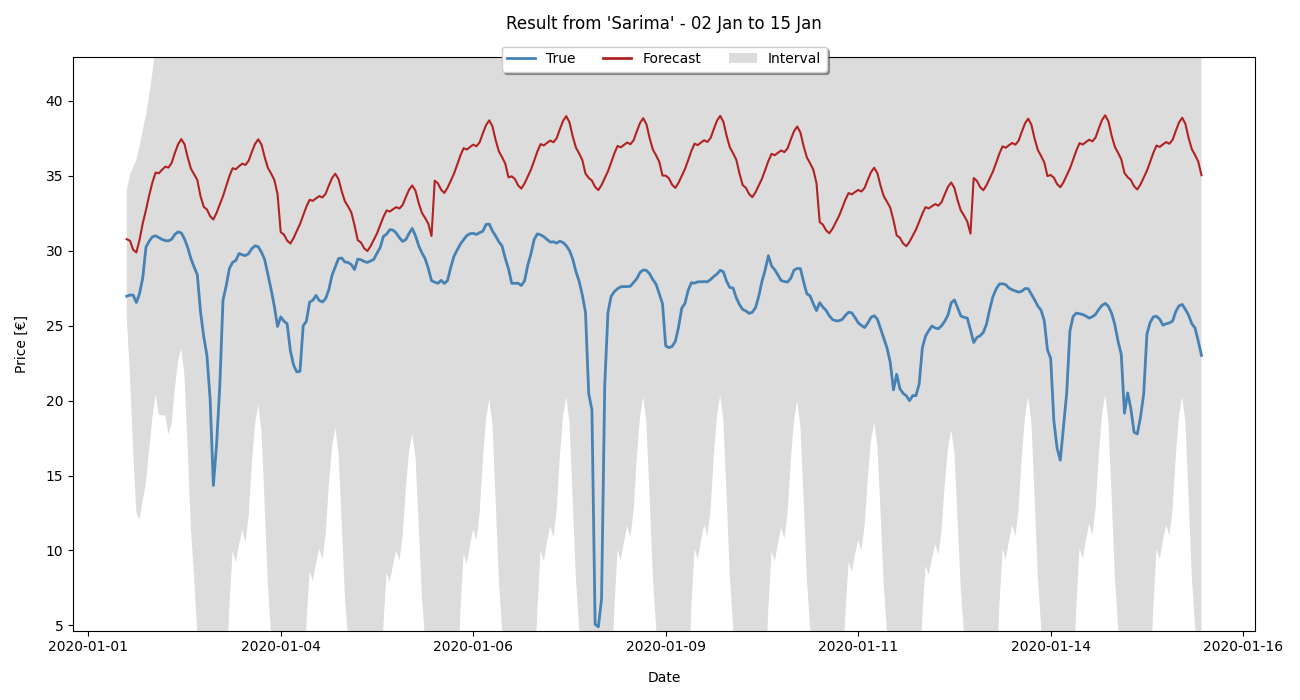 Result from 'Sarima' - 02 Jan to 15 Jan
True Forecast Interval
40
35
30
25
20
15
10
5
Price [€]
2020-01-01 2020-01-04 2020-01-06 2020-01-09 2020-01-11 2020-01-14 2020-01-16
Date